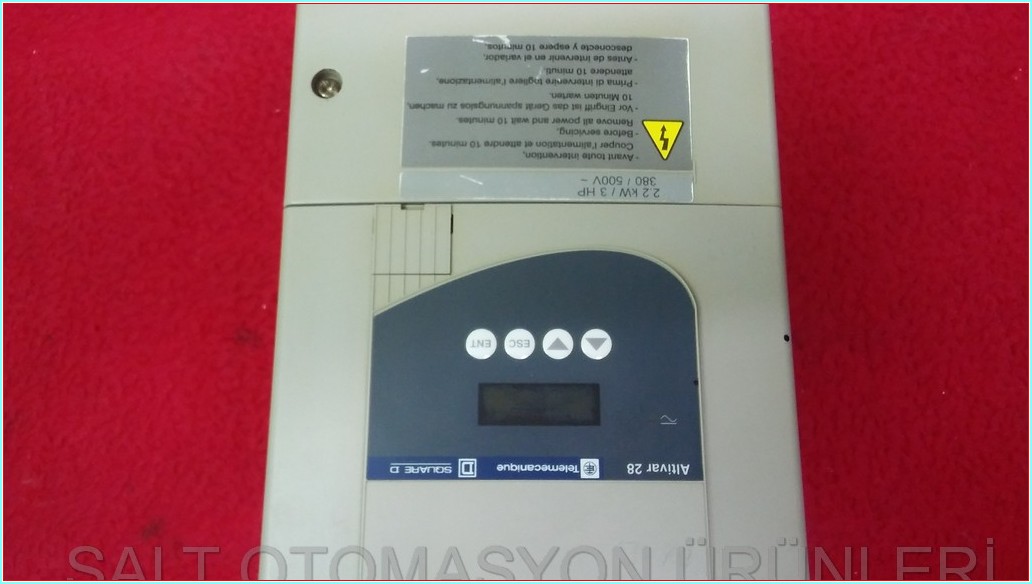 Altivar 28
Telemecanique
SQUARE D
ESC
ENT
2.2 kW / 3 HP
380 / 500V ~
- Avant toute intervention,
Couper l'alimentation et attendre 10 minutes.
- Before servicing,
Remove all power and wait 10 minutes.
- Vor Eingriff ist das Gerät spannungslos zu machen,
10 Minuten warten.
- Prima di intervenire togliere l'alimentazione,
attendere 10 minuti.
- Antes de intervenir en el variador,
desconecte y espere 10 minutos.
SALT OTOMASYON ÜRÜNLERİ